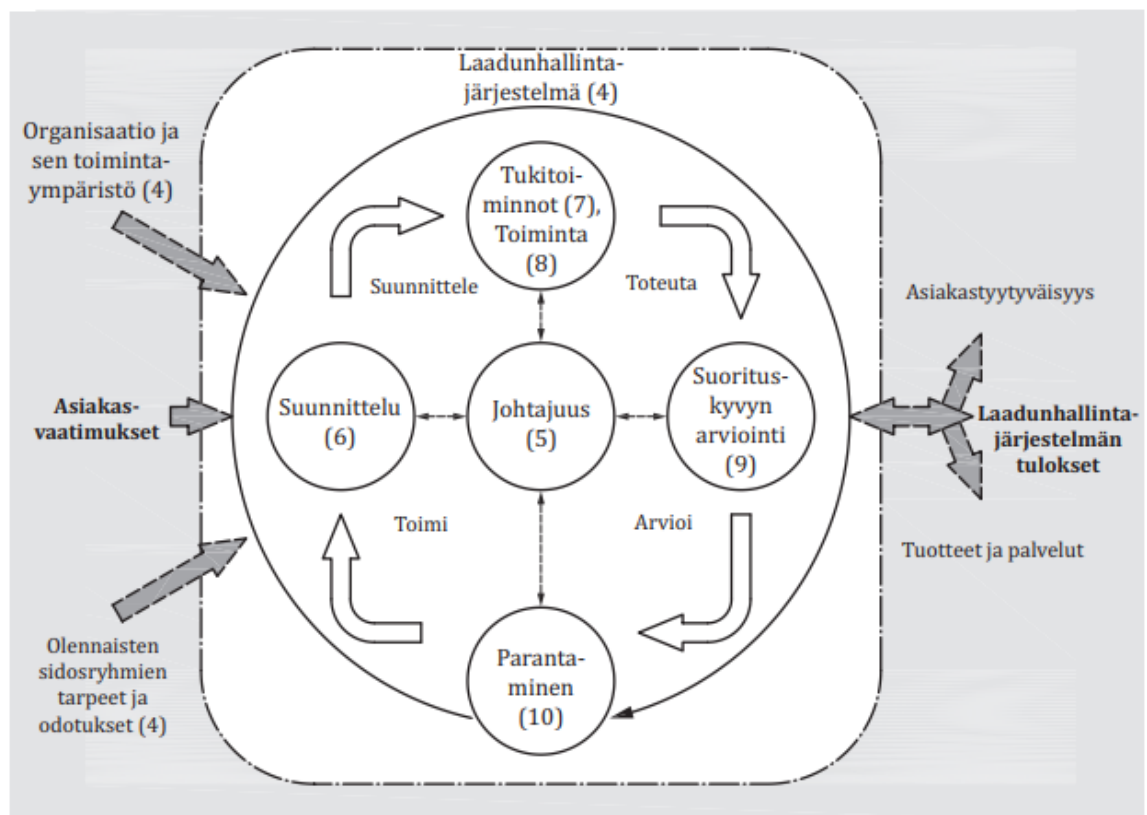 Laadunhallinta-
järjestelmä (4)
Organisaatio ja
sen toiminta-
ympäristö (4)
Tukitoi-
minnot (7),
Toiminta
(8)
Suunnittele
Toteuta
Asiakastyytyväisyys
Asiakas-
vaatimukset
Suunnittelu
(6)
Johtajuus
(5)
Suoritus-
kyvyn
arviointi
(9)
Laadunhallinta-
järjestelmän
tulokset
Toimi
Arvioi
Tuotteet ja palvelut
Olennaisten
sidosryhmien
tarpeet ja
odotukset (4)
Paranta-
minen
(10)